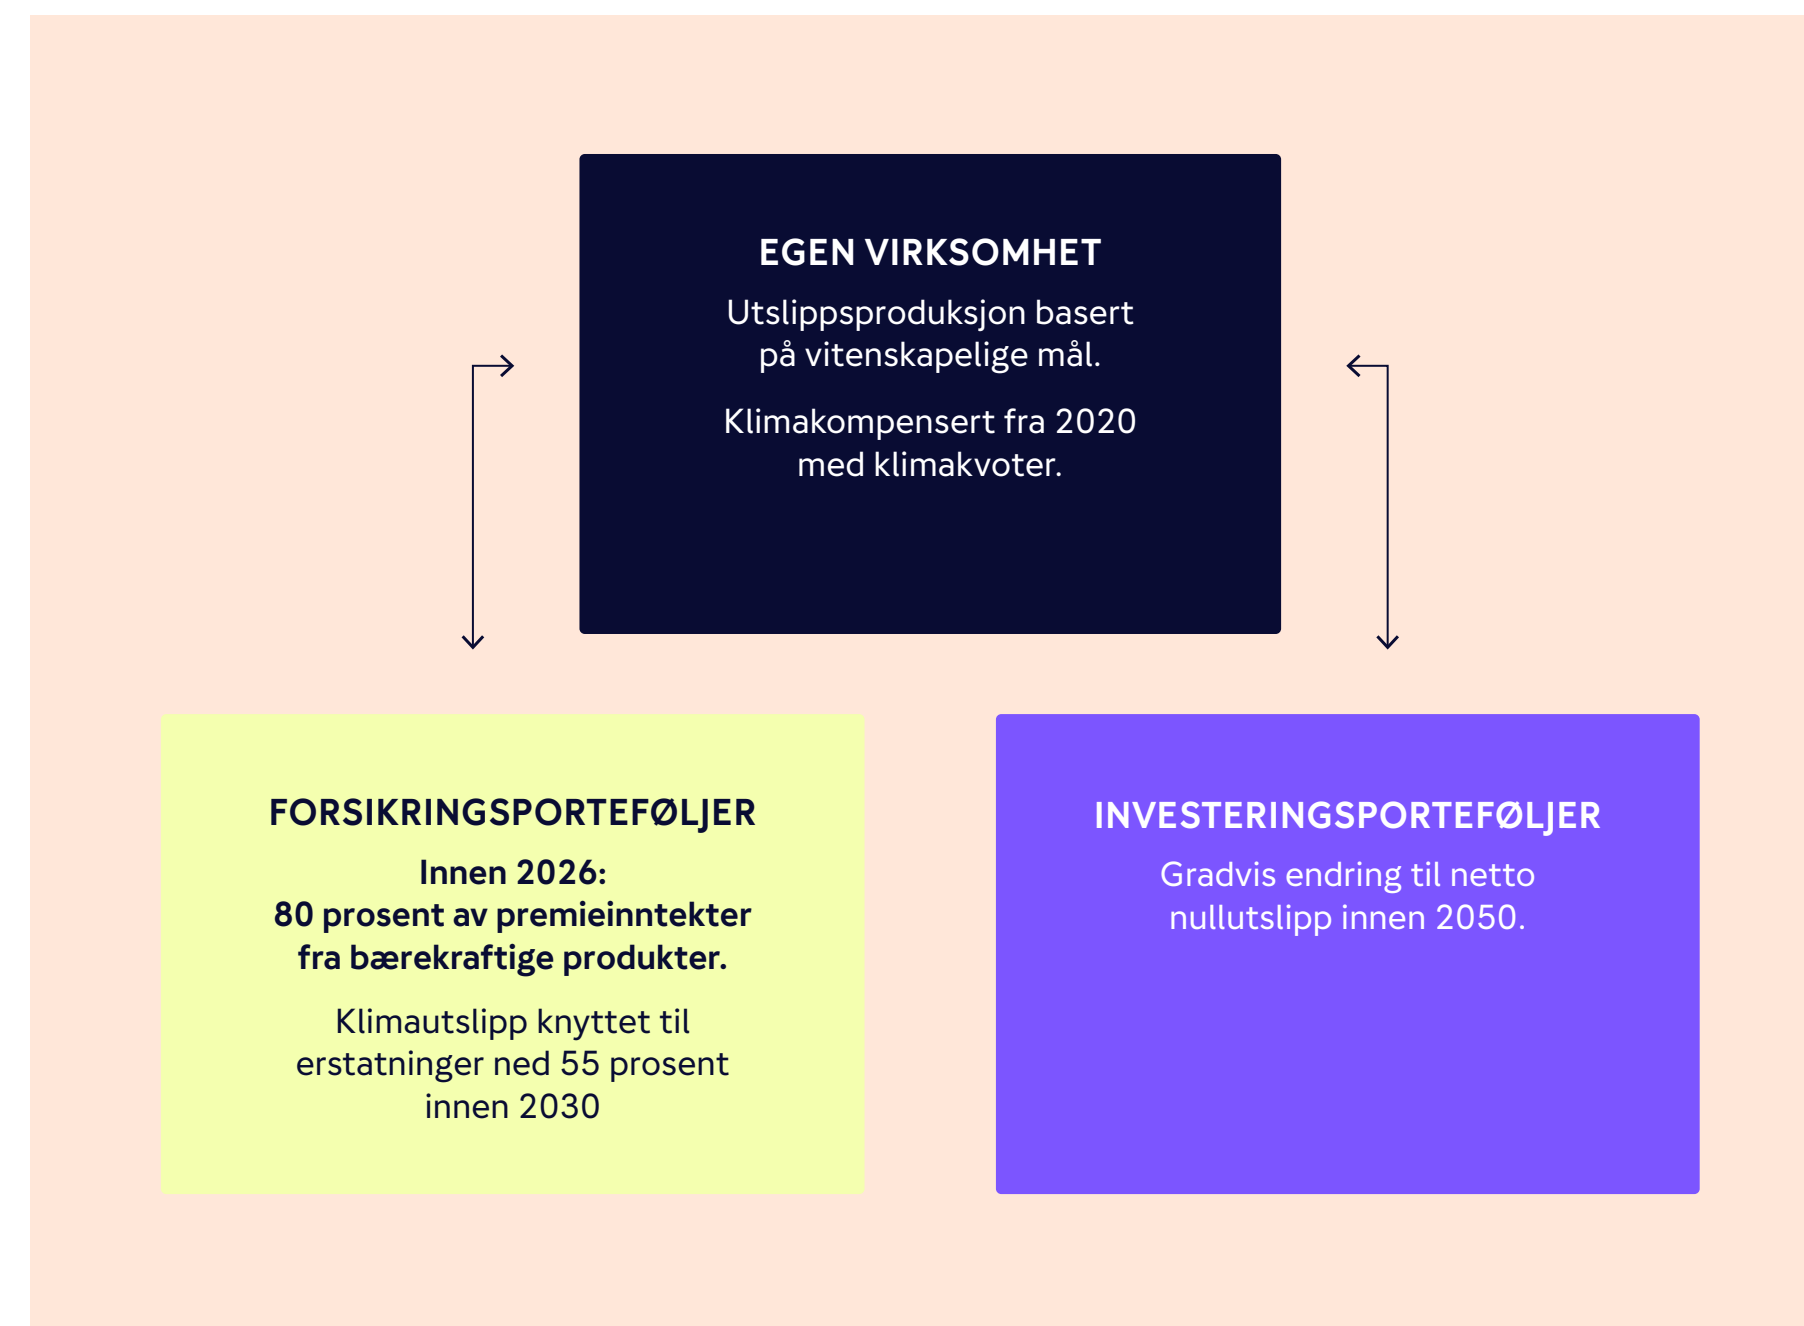 EGEN VIRKSOMHET
Utslippsproduksjon basert
på vitenskapelige mål.
Klimakompensert fra 2020
med klimakvoter.
FORSIKRINGSPORTEFØLJER
Innen 2026:
80 prosent av premieinntekter
fra bærekraftige produkter.
Klimautslipp knyttet til
erstatninger ned 55 prosent
innen 2030
INVESTERINGSPORTEFØLJER
Gradvis endring til netto
nullutslipp innen 2050.